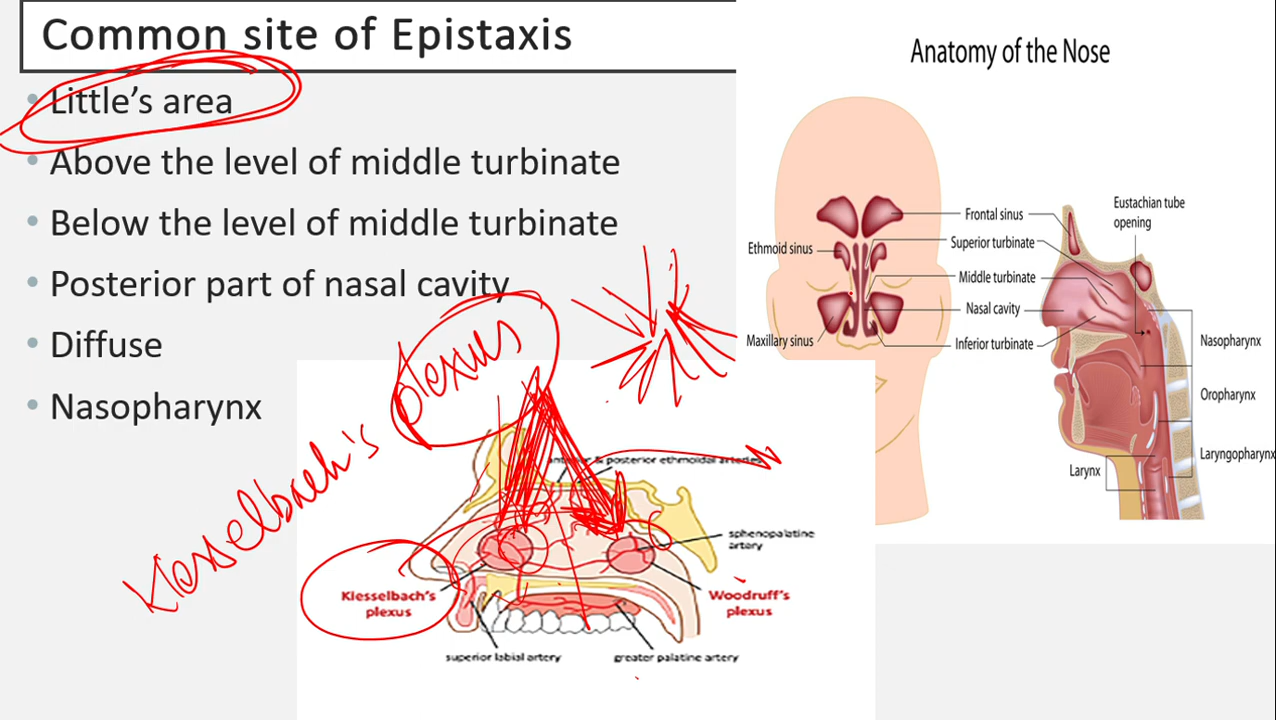 Common site of Epistaxis
• Little's area
• Above the level of middle turbinate
• Below the level of middle turbinate
• Posterior part of nasal cavity
• Diffuse
• Nasopharynx
Kiesselbach's plexus
& posterior ethmoidal arteries
sphenopalatine
artery
Kiesselbach's
plexus
Woodruff's
plexus
superior labial artery
greater palatine artery
Anatomy of the Nose
Frontal sinus
Ethmoid sinus
Superior turbinate
Middle turbinate
Nasal cavity
Maxillary sinus
Inferior turbinate
Eustachian tube
opening
Nasopharynx
Oropharynx
Laryngopharynx
Larynx